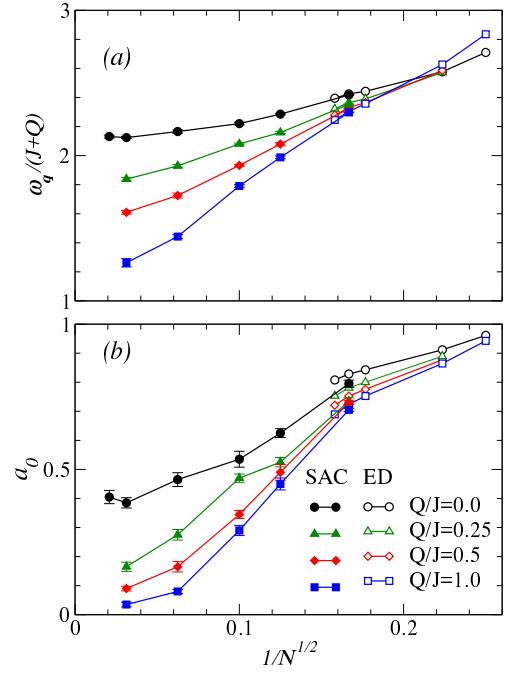 3
(a)
ω_q/(J+Q)
2
1
1
(b)
a_0
0.5
SAC ED
Q/J=0.0
Q/J=0.25
Q/J=0.5
Q/J=1.0
0
0 0.1 0.2
1/N^{1/2}